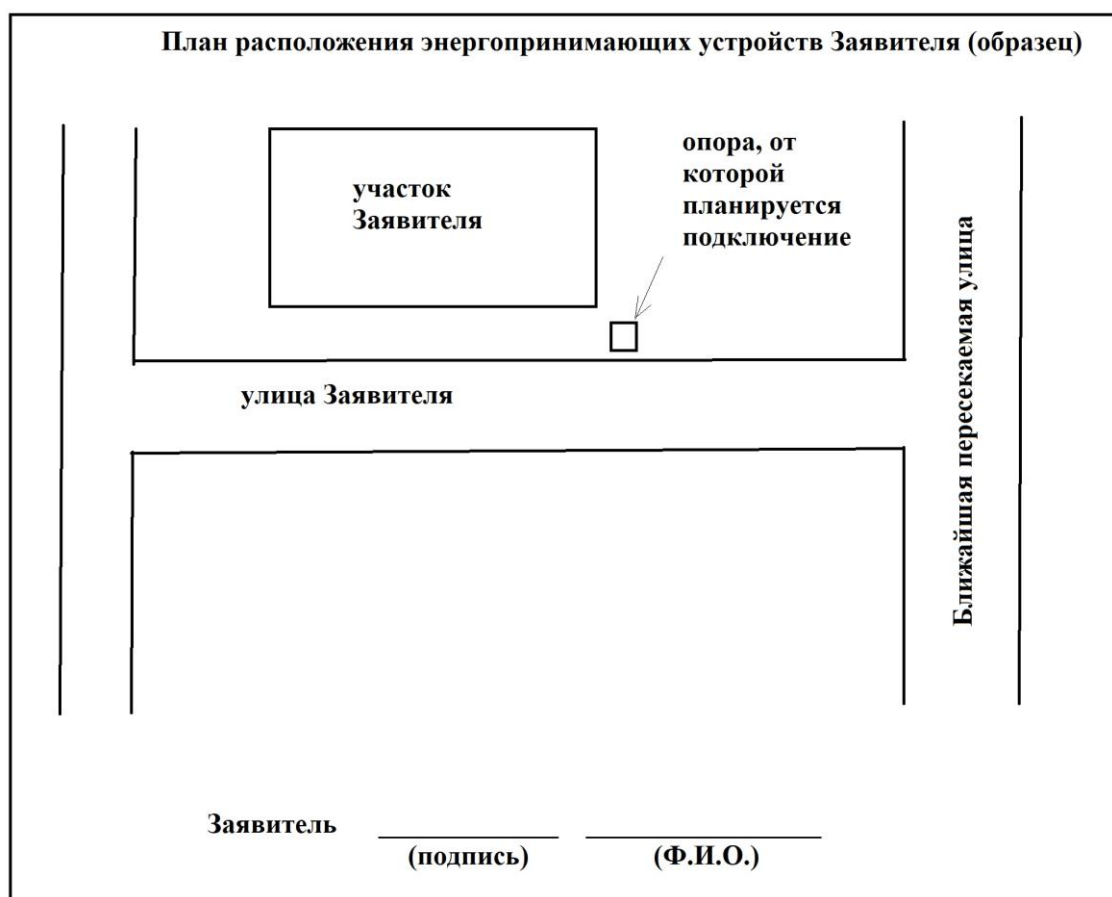 План расположения энергопринимающих устройств Заявителя (образец)
участок
Заявителя
опора, от
которой
планируется
подключение
улица Заявителя
Ближайшая пересекаемая улица
Заявитель
(подпись) (Ф.И.О.)